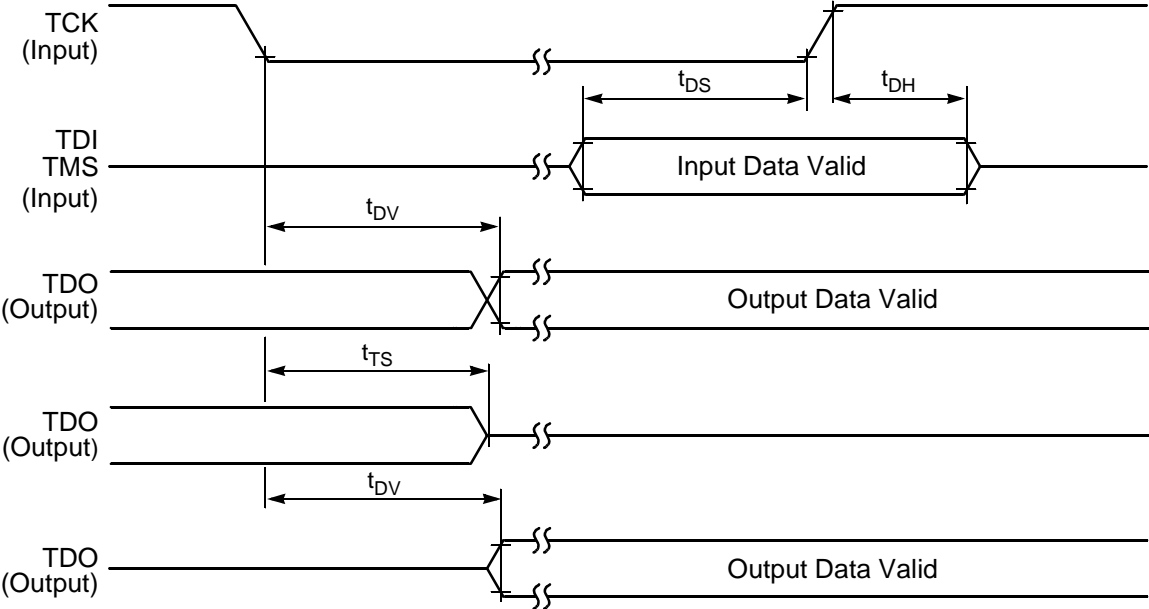 TCK
(Input)
tDS
tDH
TDI
TMS
(Input)
Input Data Valid
tDV
TDO
(Output)
Output Data Valid
tTS
TDO
(Output)
tDV
TDO
(Output)
Output Data Valid